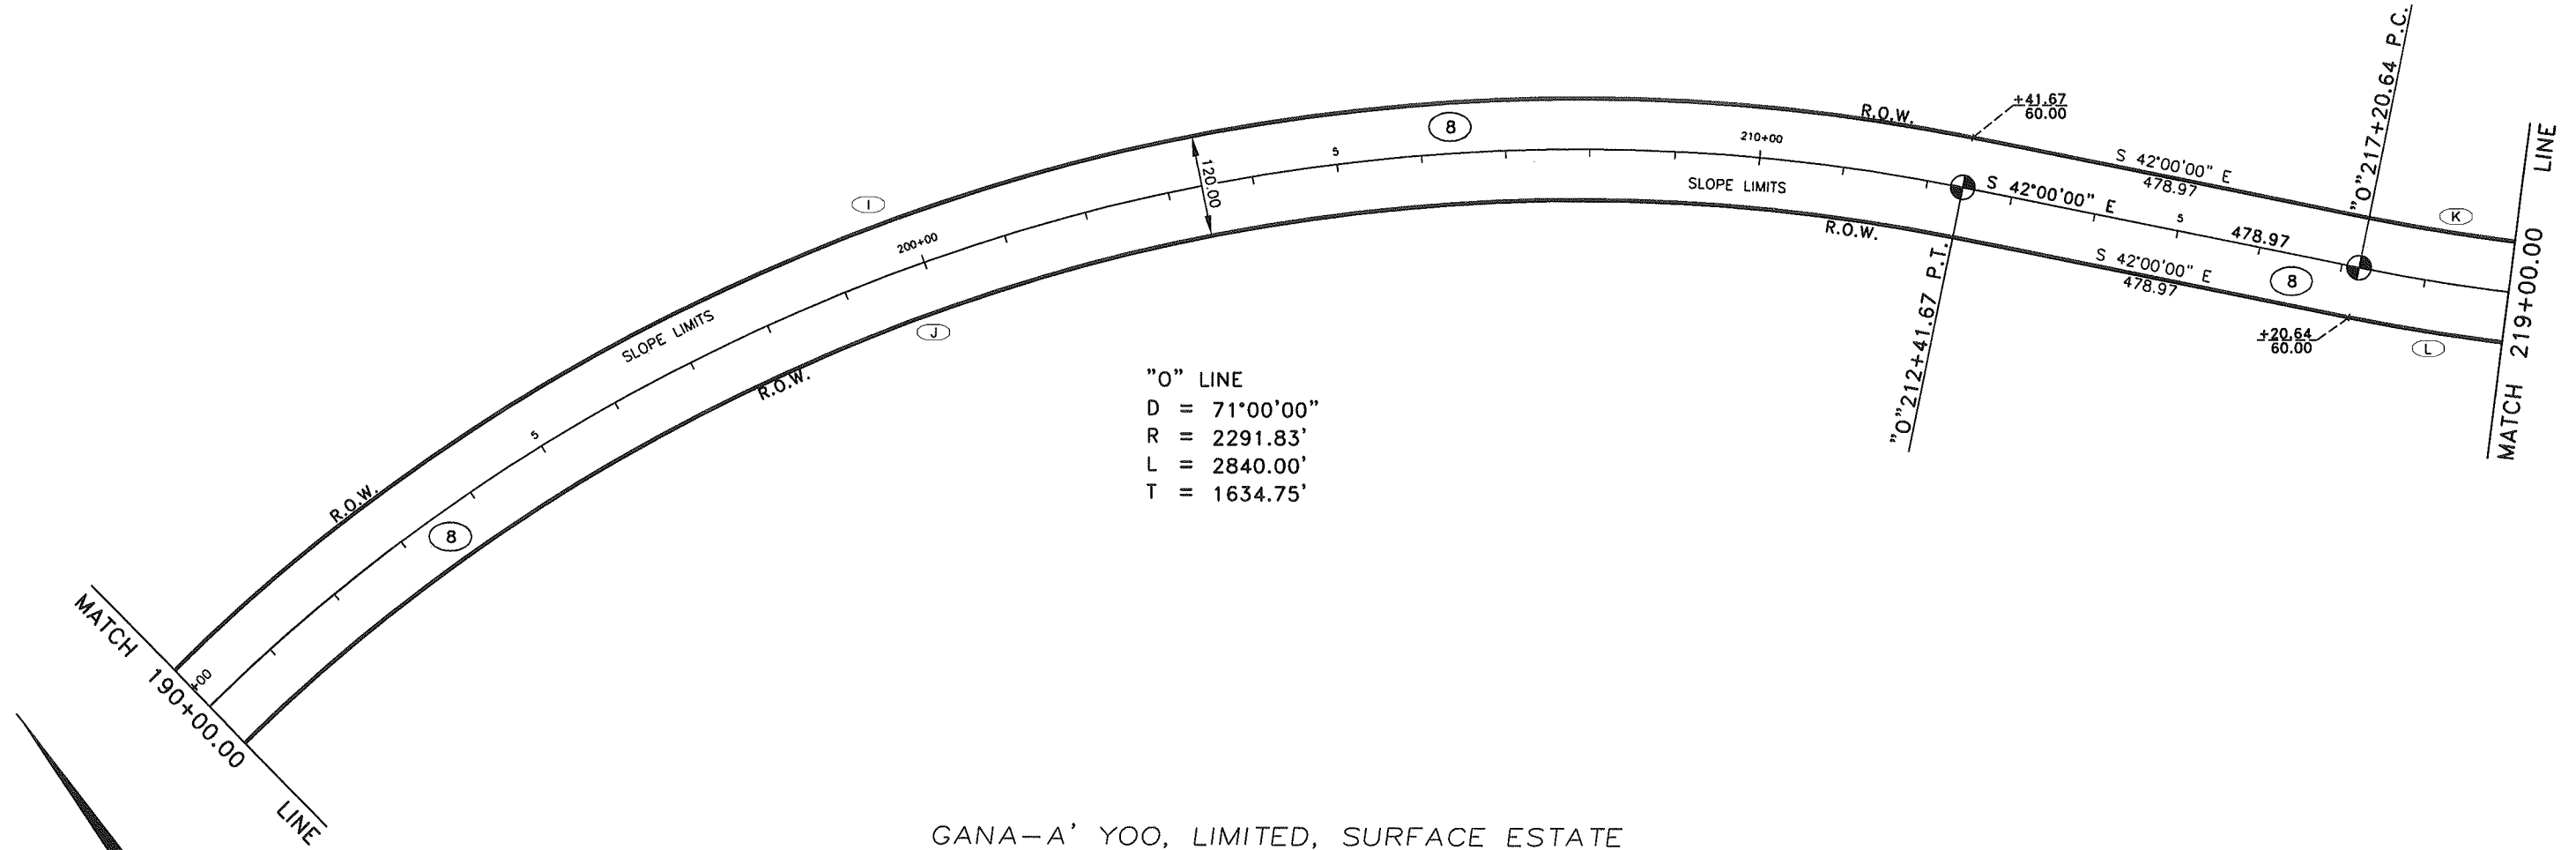 "O" 217+20.64 P.C.
LINE
MATCH 219+00.00
+41.67
60.00
R.O.W.
8
210+00
5
S 42°00'00" E
478.97
120.00
SLOPE LIMITS
S 42°00'00" E
5
478.97
K
I
R.O.W.
200+00
S 42°00'00" E
478.97
8
"O" 212+41.67 P.T.
+20.64
60.00
L
SLOPE LIMITS
J
R.O.W.
"O" LINE
D = 71°00'00"
R = 2291.83'
L = 2840.00'
T = 1634.75'
5
R.O.W.
8
MATCH 190+00.00 LINE
+00
GANA-A' YOO, LIMITED, SURFACE ESTATE